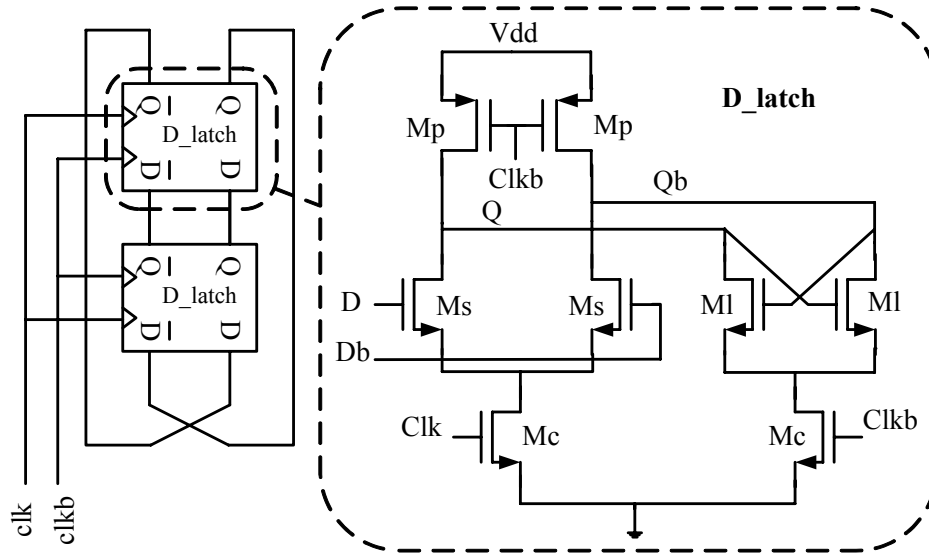 Vdd
D_latch
Mp
Mp
Clkb
Q
Qb
D
Ms
Ms
Ml
Ml
Db
Clk
Mc
Mc
Clkb
Q
Q
D_latch
D
D
Q
Q
D_latch
D
D
clk
clkb